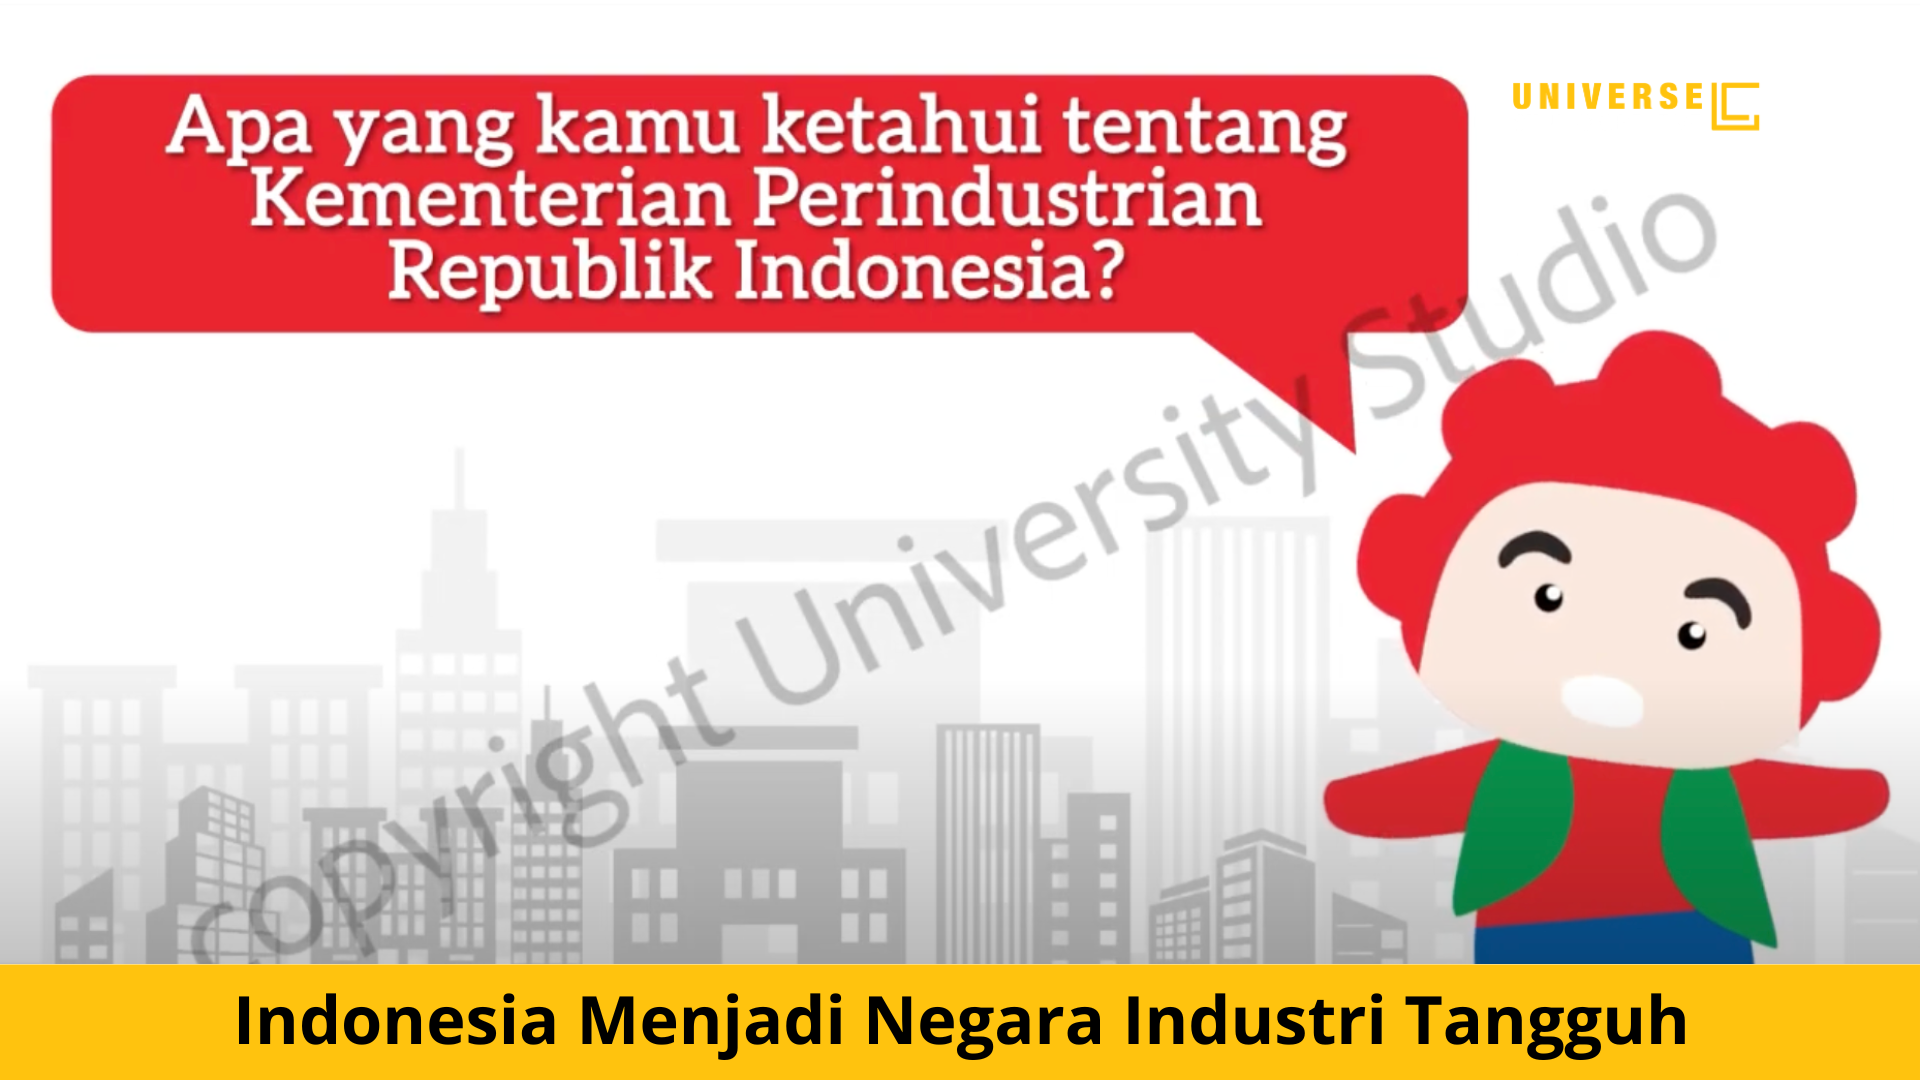 Apa yang kamu ketahui tentang
Kementerian Perindustrian
Republik Indonesia?
UNIVERSE
copyright University Studio
Indonesia Menjadi Negara Industri Tangguh